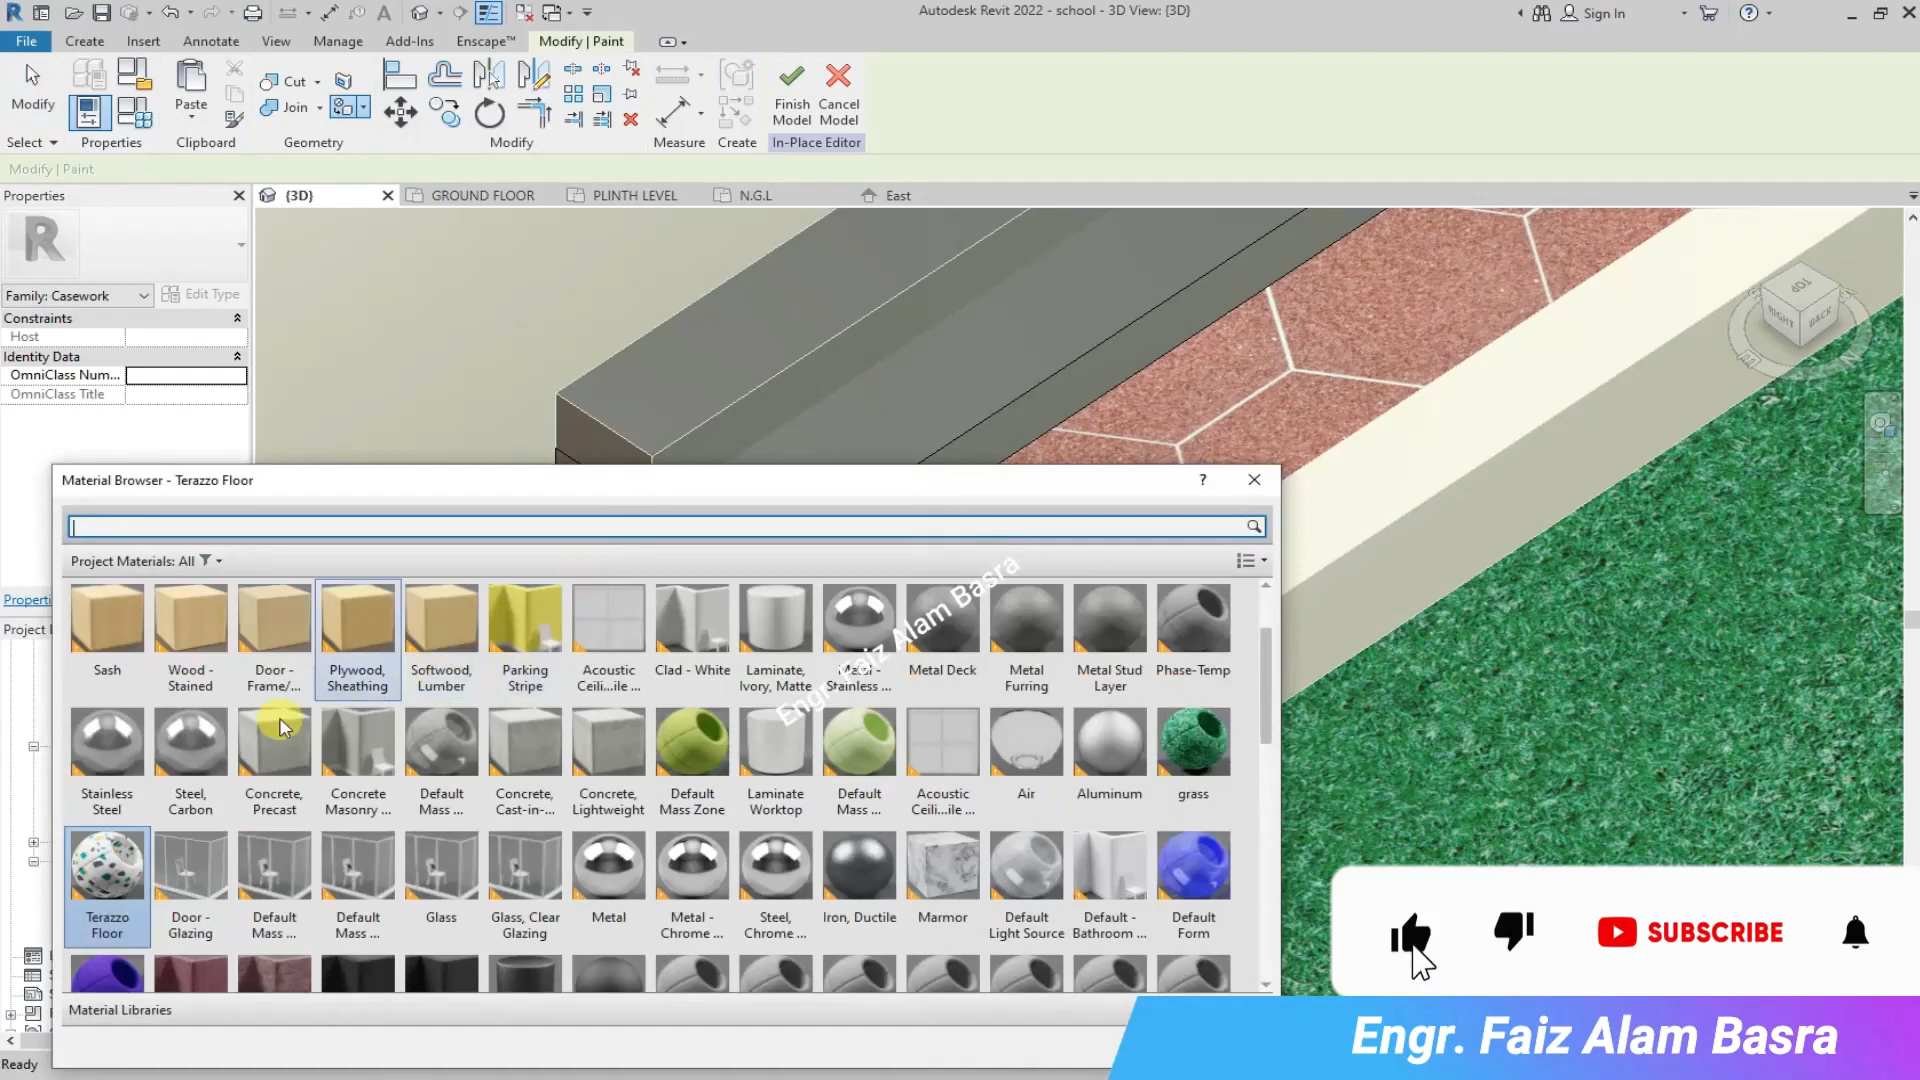 Autodesk Revit 2022 - school - 3D View: {3D}
Sign In
File
Create
Insert
Annotate
View
Manage
Add-Ins
Enscape™
Modify | Paint
Modify
Paste
Cut
Join
Finish Model
Cancel Model
Select
Properties
Clipboard
Geometry
Modify
Measure
Create
In-Place Editor
Modify | Paint
Properties
{3D}
GROUND FLOOR
PLINTH LEVEL
N.G.L
East
Family: Casework
Edit Type
Constraints
Host
Identity Data
OmniClass Num...
OmniClass Title
TOP
RIGHT
BACK
Properti
Project
Material Browser - Terazzo Floor
?
Project Materials: All
Sash
Wood - Stained
Door - Frame/...
Plywood, Sheathing
Softwood, Lumber
Parking Stripe
Acoustic Ceili...ile ...
Clad - White
Laminate, Ivory, Matte
Metal - Stainless ...
Metal Deck
Metal Furring
Metal Stud Layer
Phase-Temp
Engr. Faiz Alam Basra
Stainless Steel
Steel, Carbon
Concrete, Precast
Concrete Masonry ...
Default Mass ...
Concrete, Cast-in-...
Concrete, Lightweight
Default Mass Zone
Laminate Worktop
Default Mass ...
Acoustic Ceili...ile ...
Air
Aluminum
grass
Terazzo Floor
Door - Glazing
Default Mass ...
Default Mass ...
Glass
Glass, Clear Glazing
Metal
Metal - Chrome ...
Steel, Chrome ...
Iron, Ductile
Marmor
Default Light Source
Default - Bathroom ...
Default Form
Material Libraries
SUBSCRIBE
Ready
Engr. Faiz Alam Basra